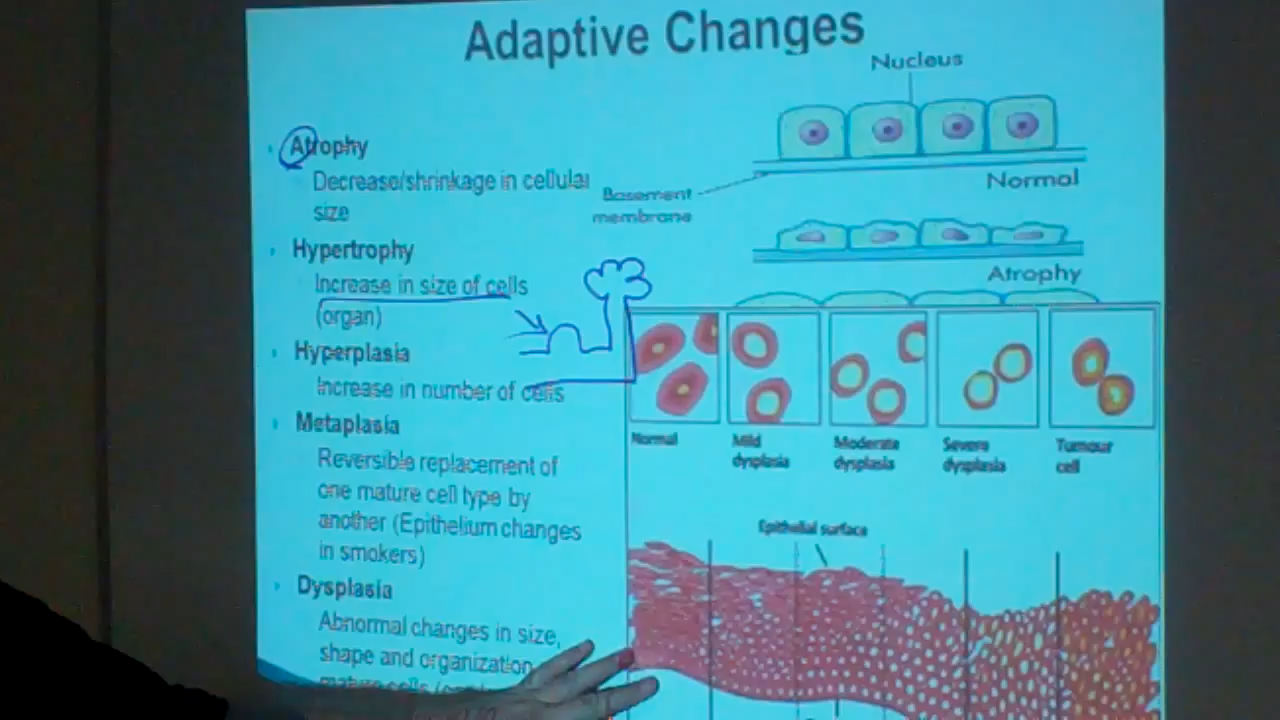 Adaptive Changes
Atrophy
Decrease/shrinkage in cellular
size
Hypertrophy
Increase in size of cells
(organ)
Hyperplasia
Increase in number of cells
Metaplasia
Reversible replacement of
one mature cell type by
another (Epithelium changes
in smokers)
Dysplasia
Abnormal changes in size,
shape and organization
mature cells
Nucleus
Basement
membrane
Normal
Atrophy
Normal
Mild
dysplasia
Moderate
dysplasia
Severe
dysplasia
Tumour
cell
Epithelial surface